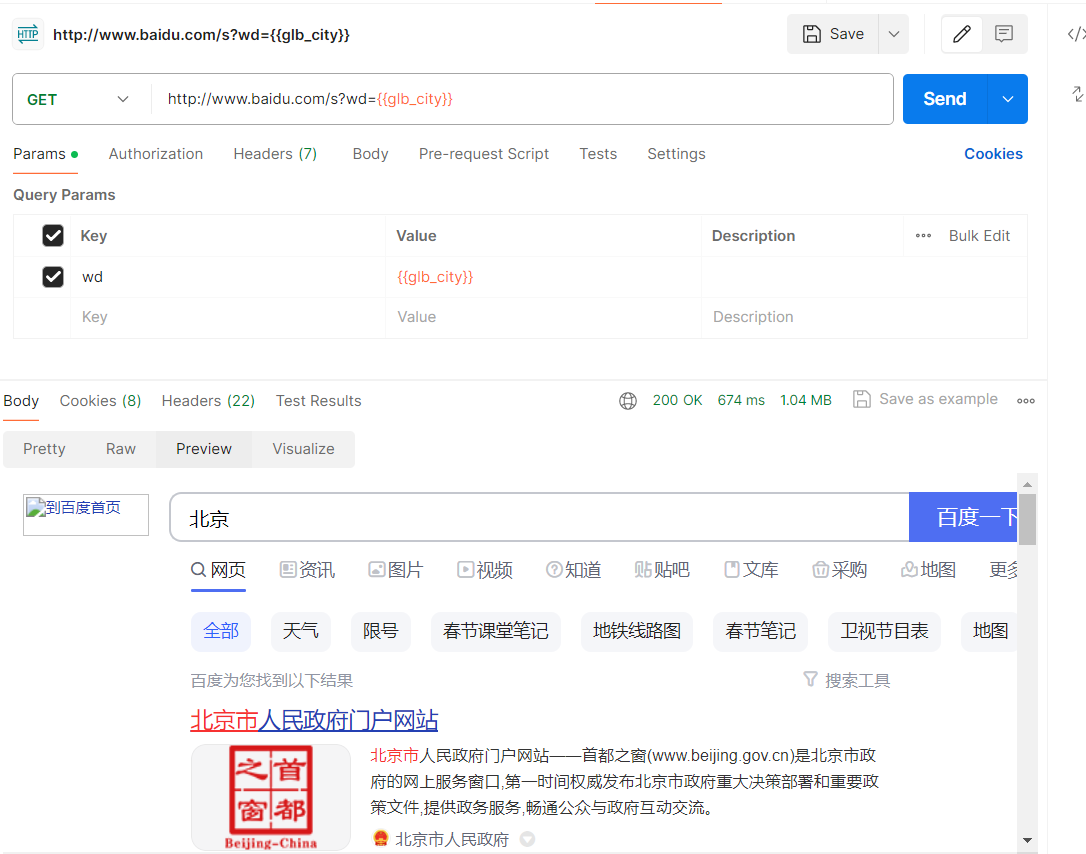 HTTP http://www.baidu.com/s?wd={{glb_city}} Save </>
GET http://www.baidu.com/s?wd={{glb_city}} Send
Params Authorization Headers (7) Body Pre-request Script Tests Settings Cookies
Query Params
Key Value Description Bulk Edit
wd {{glb_city}}
Key Value Description
Body Cookies (8) Headers (22) Test Results 200 OK 674 ms 1.04 MB Save as example
Pretty Raw Preview Visualize
到百度首页 北京 百度一下
网页 资讯 图片 视频 知道 贴吧 文库 采购 地图 更多
全部 天气 限号 春节课堂笔记 地铁线路图 春节笔记 卫视节目表 地图
百度为您找到以下结果 搜索工具
北京市人民政府门户网站
之首
窗都
Beijing-China
北京市人民政府门户网站——首都之窗(www.beijing.gov.cn)是北京市政
府的网上服务窗口,第一时间权威发布北京市政府重大决策部署和重要政
策文件,提供政务服务,畅通公众与政府互动交流。
北京市人民政府